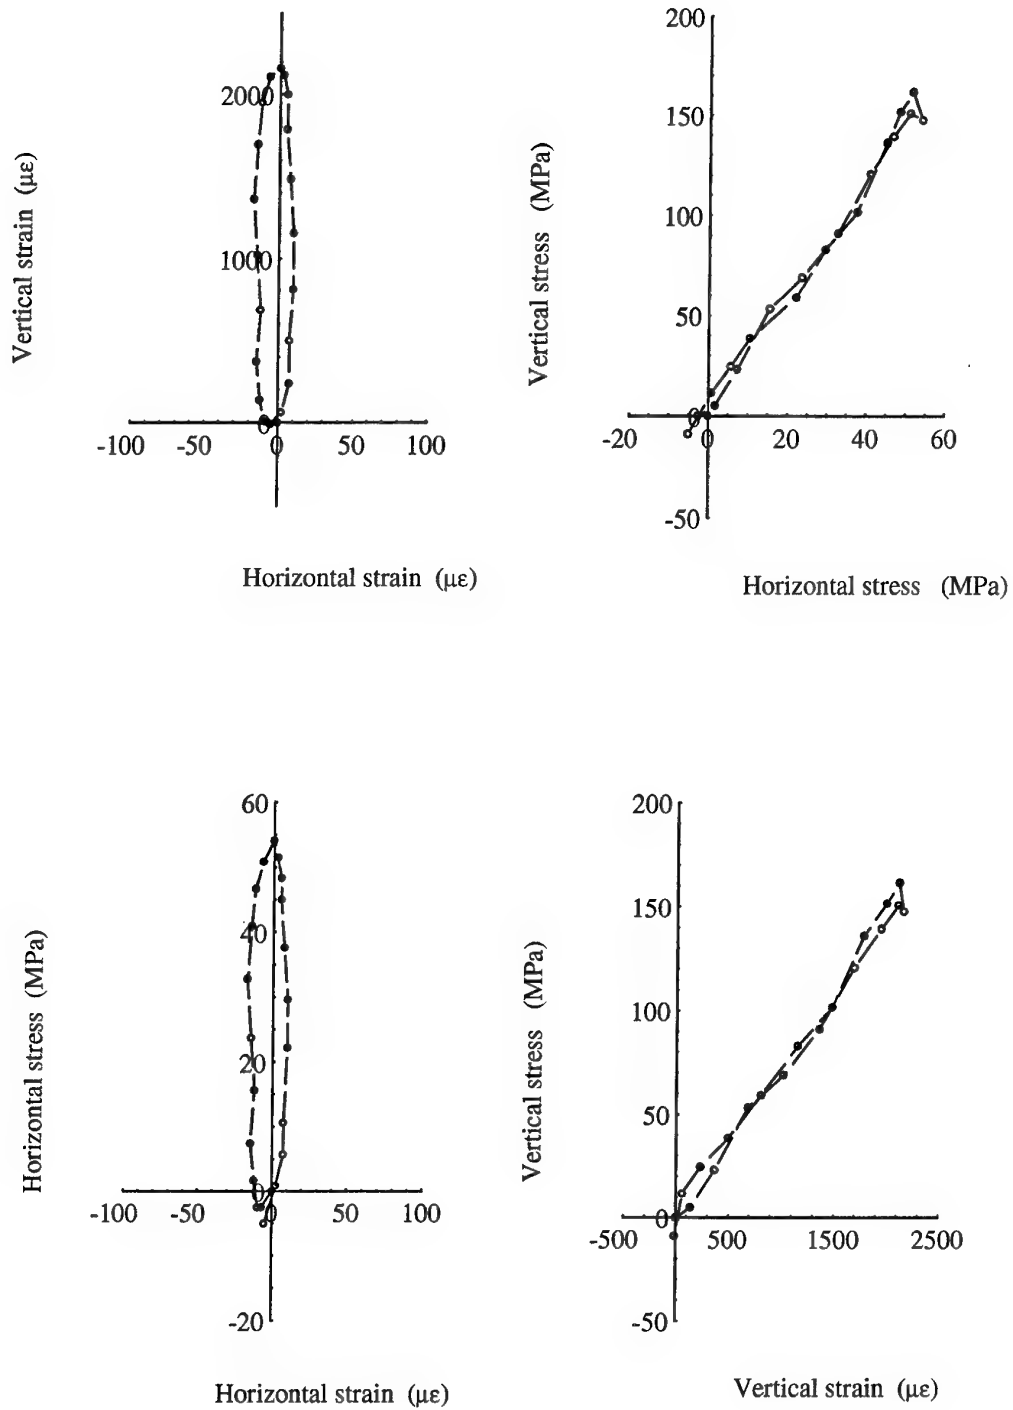 2000
1000
0
-100 -50 0 50 100
Vertical strain (με)
Horizontal strain (με)
200
150
100
50
0
-20 0 20 40 60
-50
Vertical stress (MPa)
Horizontal stress (MPa)
60
40
20
0
-100 -50 0 50 100
-20
Horizontal stress (MPa)
Horizontal strain (με)
200
150
100
50
0
-500 500 1500 2500
-50
Vertical stress (MPa)
Vertical strain (με)